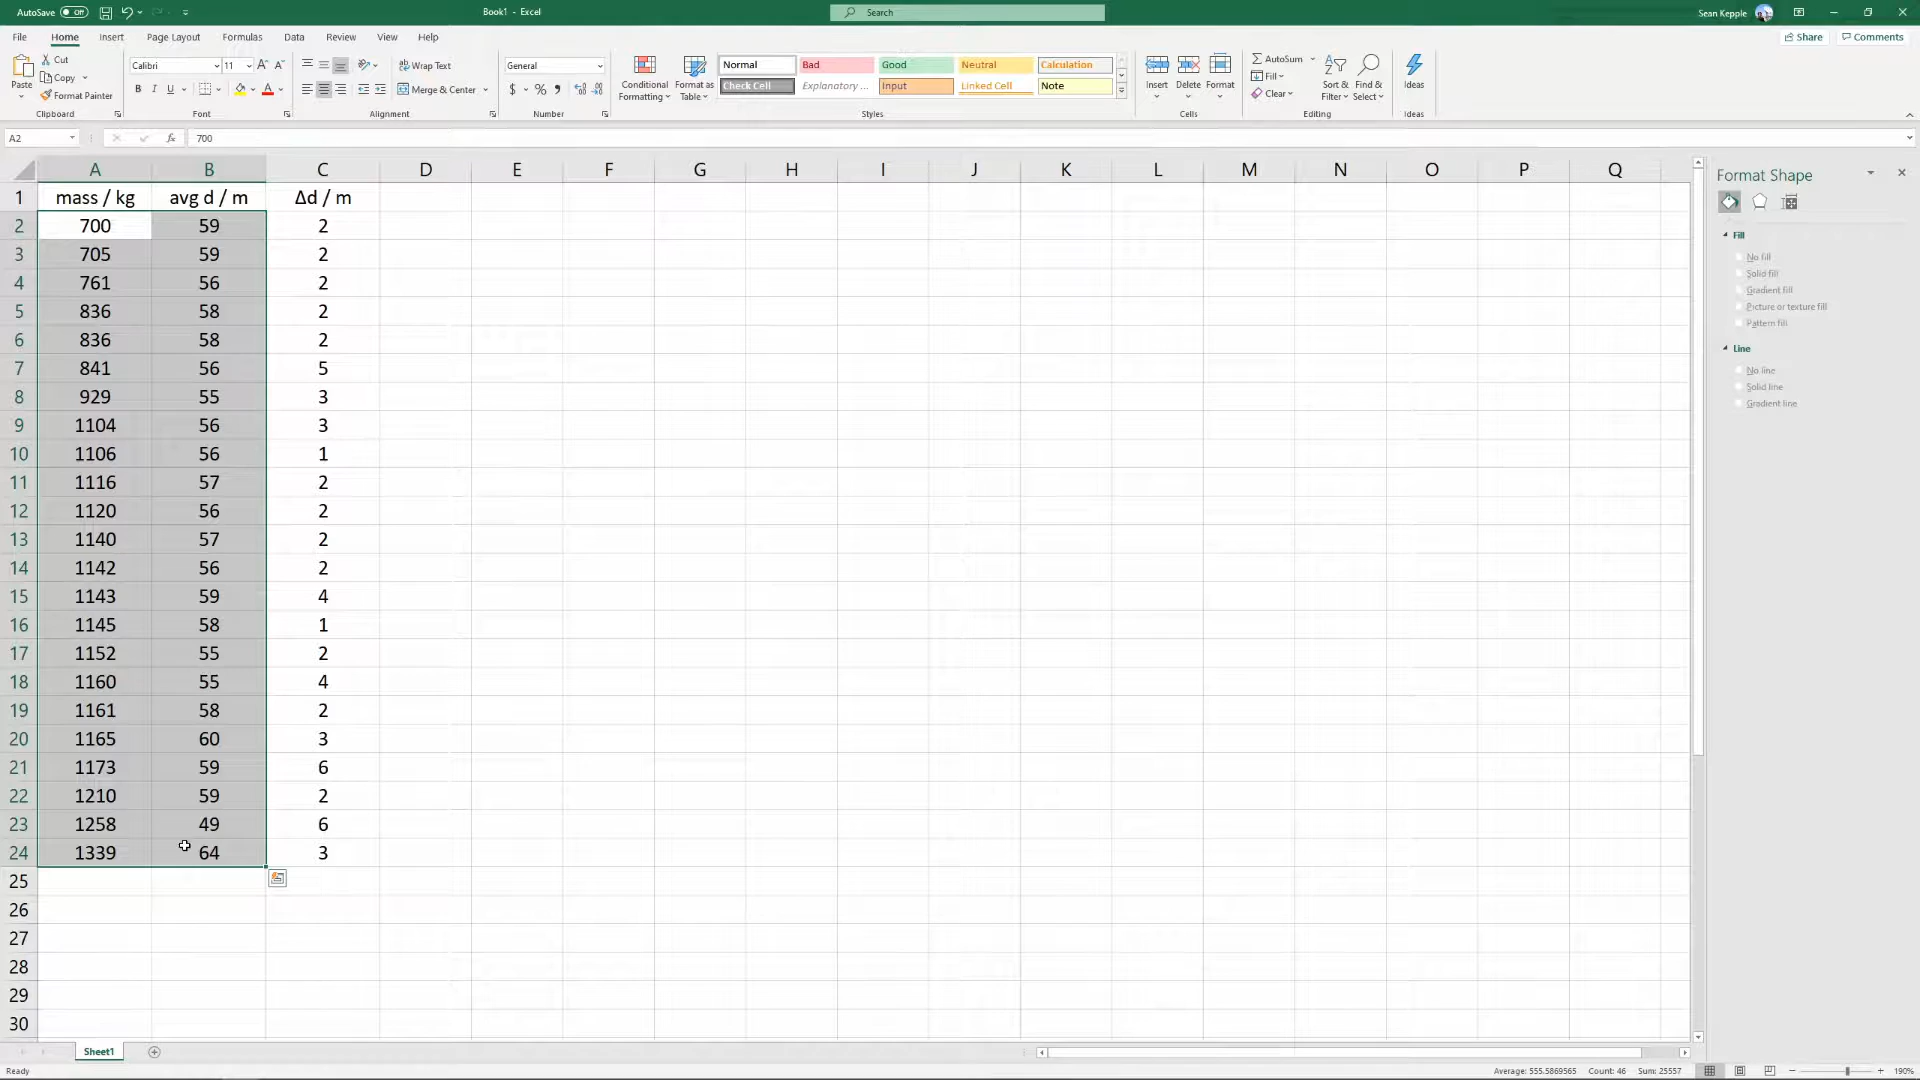 AutoSave Off
Book1 - Excel
Search
Sean Kepple
File Home Insert Page Layout Formulas Data Review View Help
Share Comments
Paste
Cut
Copy
Format Painter
Clipboard
Calibri 11
B I U
Font
Wrap Text
Merge & Center
Alignment
General
$ % ,
Number
Conditional Formatting
Format as Table
Normal Bad Good Neutral Calculation
Check Cell Explanatory ... Input Linked Cell Note
Styles
Insert Delete Format
Cells
AutoSum
Fill
Clear
Sort & Filter
Find & Select
Editing
Ideas
Ideas
A2 fx 700
A B C D E F G H I J K L M N O P Q
1 mass / kg avg d / m Δd / m
2 700 59 2
3 705 59 2
4 761 56 2
5 836 58 2
6 836 58 2
7 841 56 5
8 929 55 3
9 1104 56 3
10 1106 56 1
11 1116 57 2
12 1120 56 2
13 1140 57 2
14 1142 56 2
15 1143 59 4
16 1145 58 1
17 1152 55 2
18 1160 55 4
19 1161 58 2
20 1165 60 3
21 1173 59 6
22 1210 59 2
23 1258 49 6
24 1339 64 3
25
26
27
28
29
30
Format Shape
Fill
No fill
Solid fill
Gradient fill
Picture or texture fill
Pattern fill
Line
No line
Solid line
Gradient line
Sheet1
Ready
Average: 555.5869565 Count: 46 Sum: 25557
190%